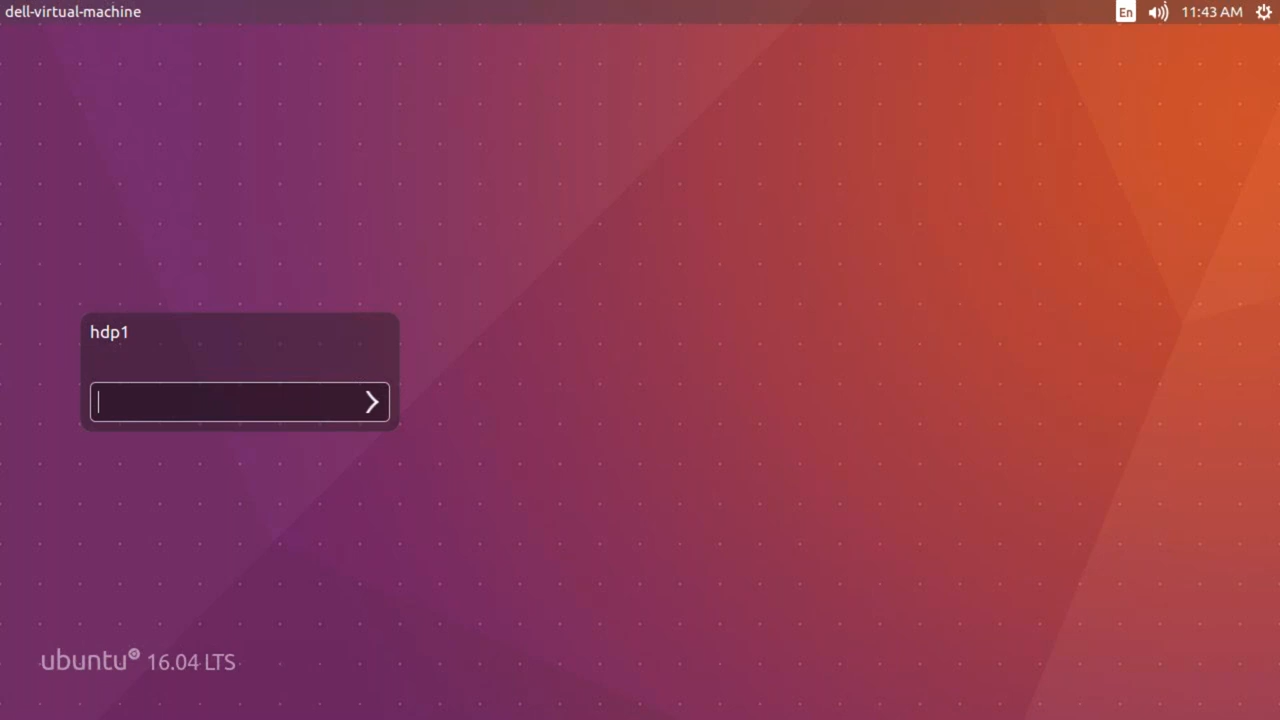 dell-virtual-machine
En
11:43 AM
hdp1
ubuntu 16.04 LTS